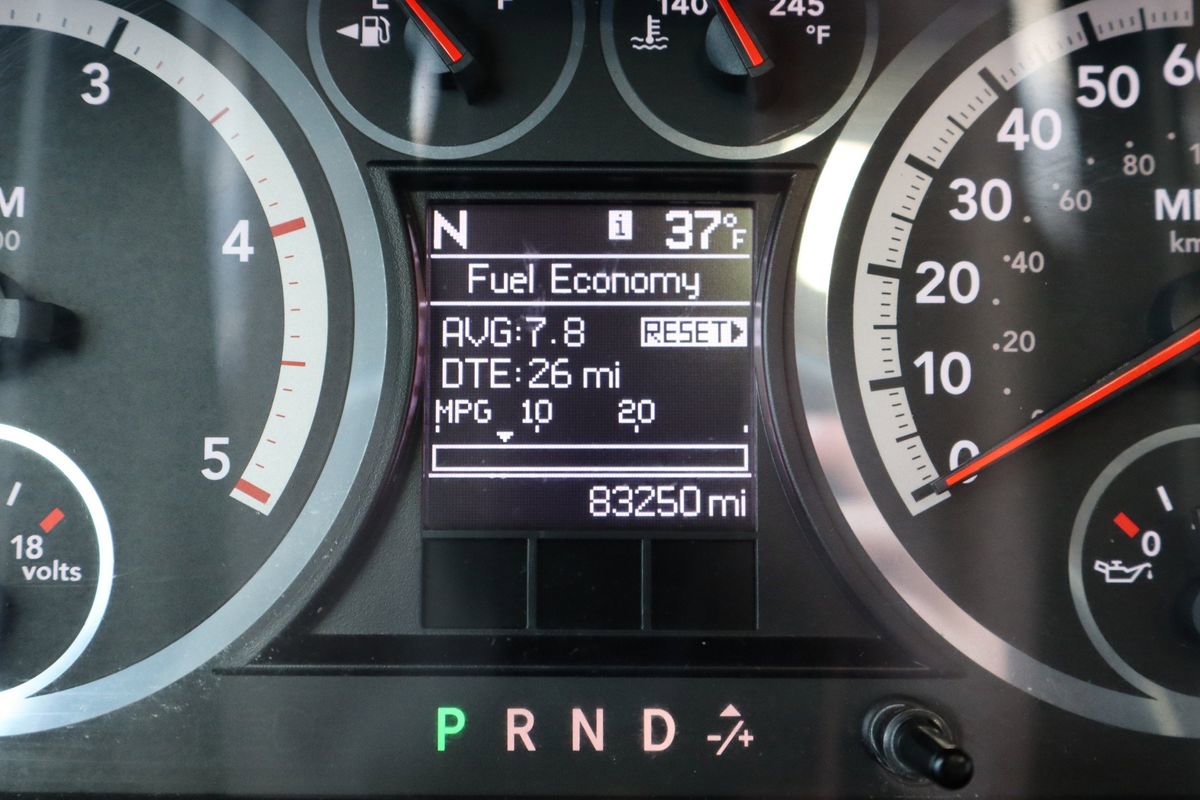 E F
140 245
°F
3
4
5
18
volts
N i 37°F
Fuel Economy
AVG:7.8 RESET
DTE:26 mi
MPG 10 20
83250 mi
0
10
20
30
40
50
20
40
60
80
0
P R N D -/+